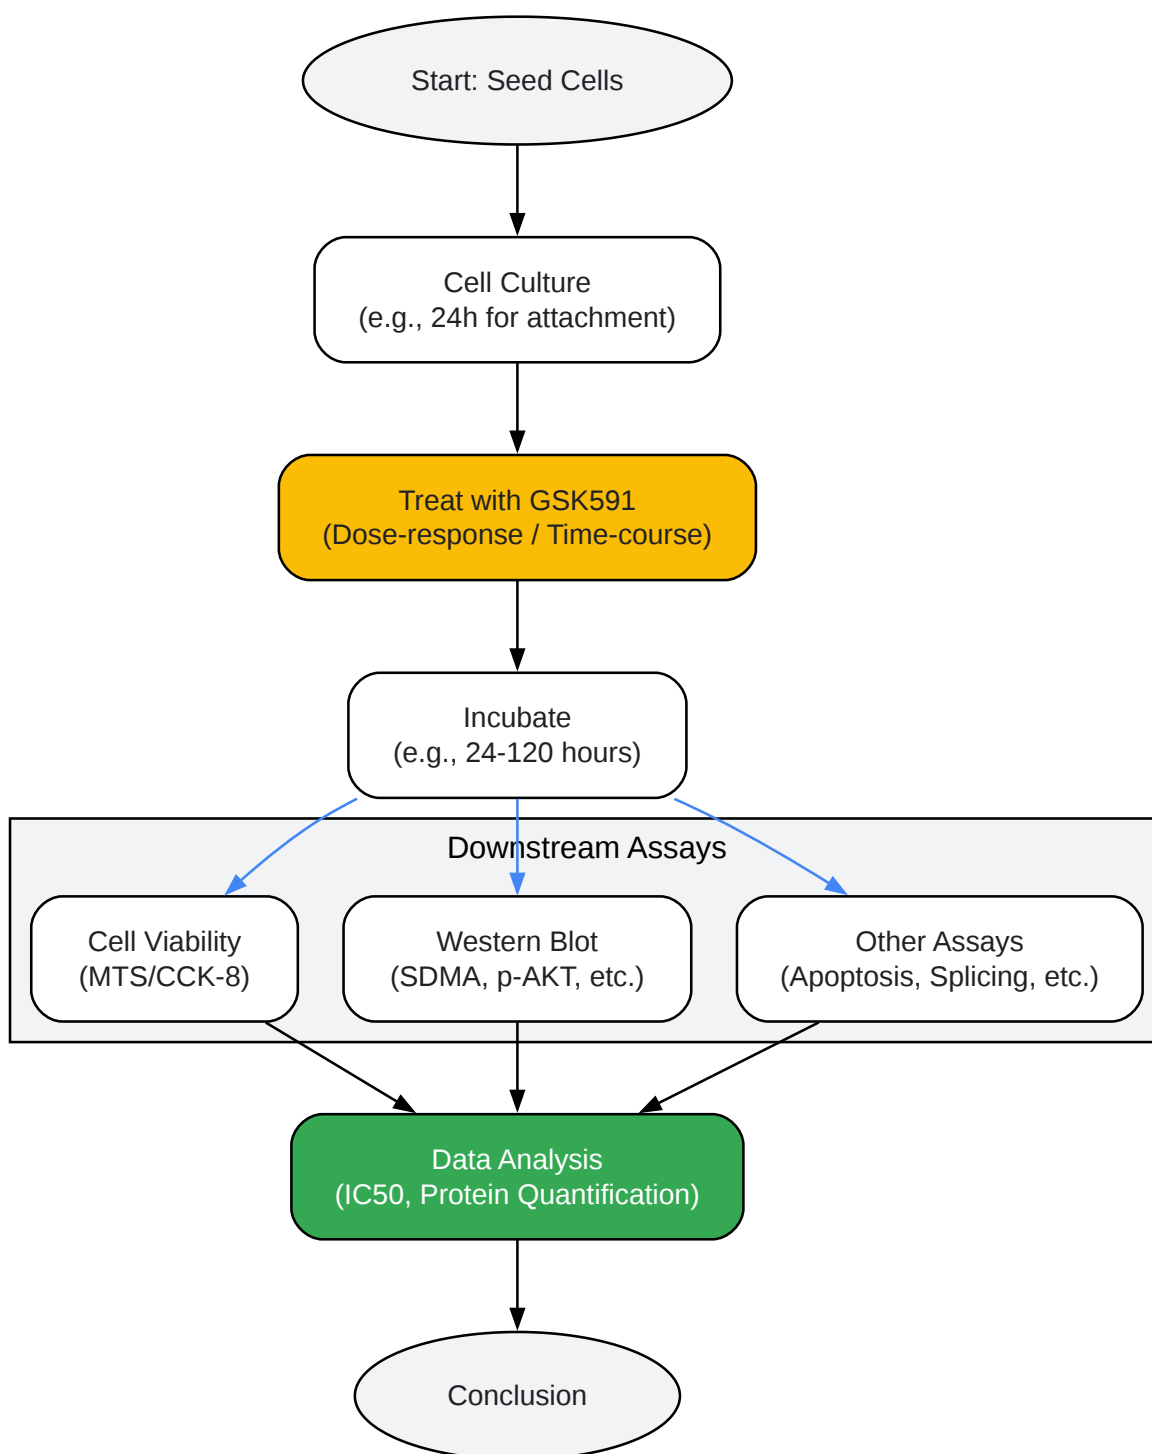 Start: Seed Cells
Cell Culture
(e.g., 24h for attachment)
Treat with GSK591
(Dose-response / Time-course)
Incubate
(e.g., 24-120 hours)
Downstream Assays
Cell Viability
(MTS/CCK-8)
Western Blot
(SDMA, p-AKT, etc.)
Other Assays
(Apoptosis, Splicing, etc.)
Data Analysis
(IC50, Protein Quantification)
Conclusion